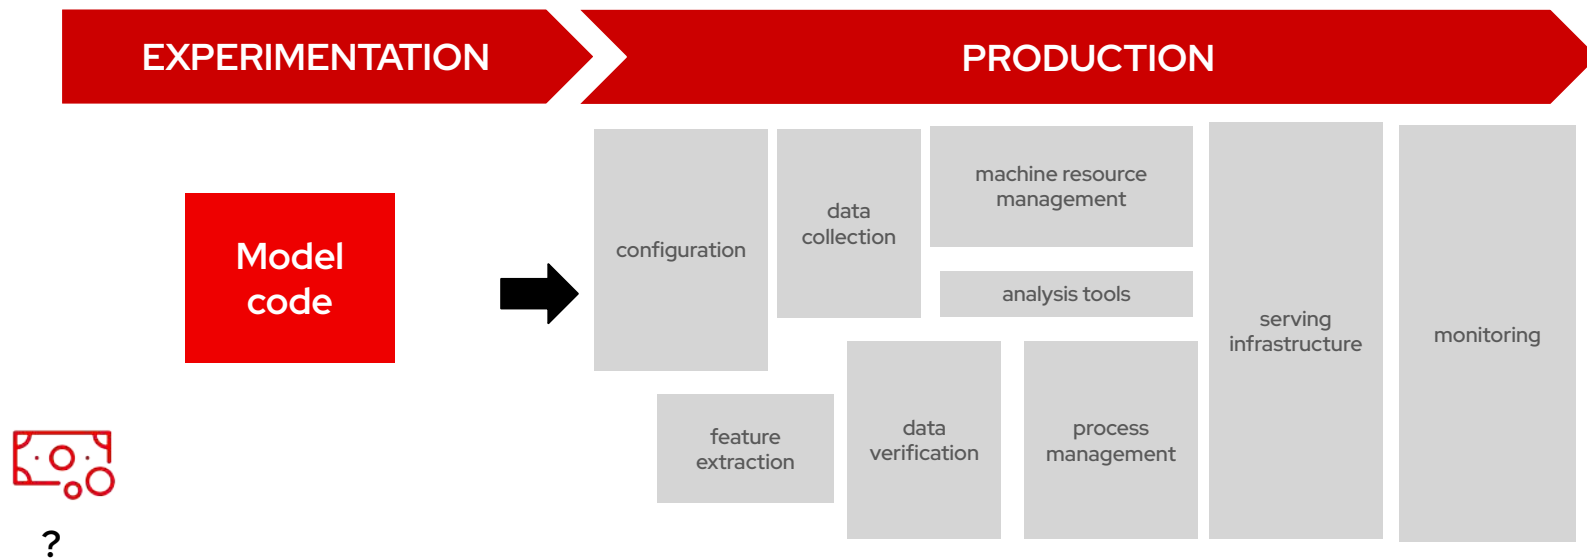 EXPERIMENTATION
PRODUCTION
Model
code
configuration
data
collection
machine resource
management
analysis tools
feature
extraction
data
verification
process
management
serving
infrastructure
monitoring
?